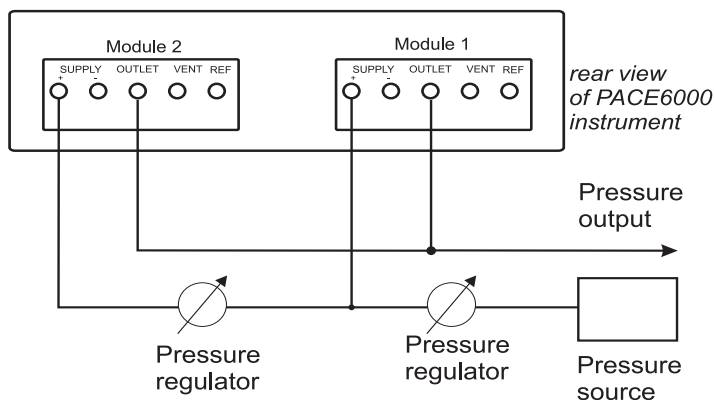 Module 2
Module 1
SUPPLY OUTLET VENT REF
+ -
SUPPLY OUTLET VENT REF
+ -
rear view
of PACE6000
instrument
Pressure
output
Pressure
regulator
Pressure
regulator
Pressure
source